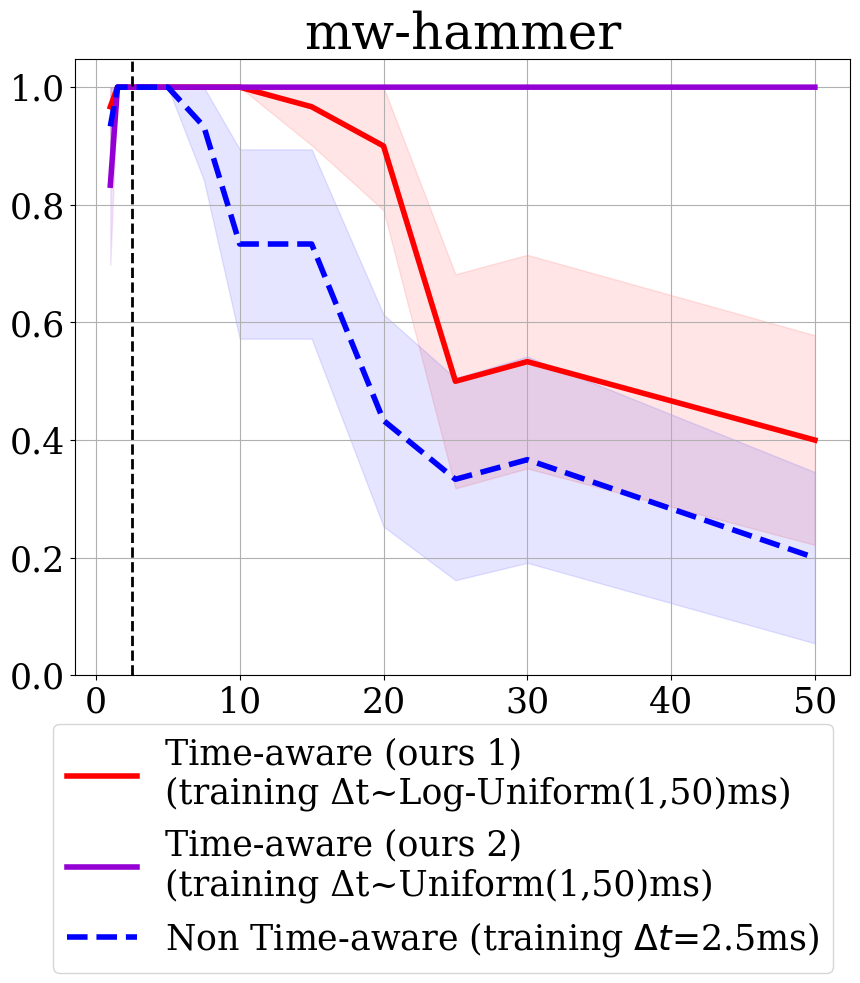 mw-hammer
1.0
0.8
0.6
0.4
0.2
0.0
0 10 20 30 40 50
Time-aware (ours 1)
(training Δt~Log-Uniform(1,50)ms)
Time-aware (ours 2)
(training Δt~Uniform(1,50)ms)
Non Time-aware (training Δt=2.5ms)